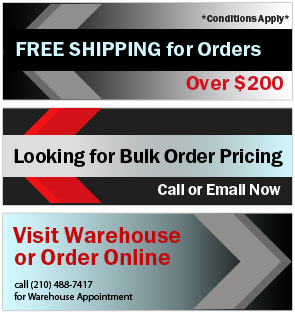 *Conditions Apply*
FREE SHIPPING for Orders
Over $200
Looking for Bulk Order Pricing
Call or Email Now
Visit Warehouse
or Order Online
call (210) 488-7417
for Warehouse Appointment